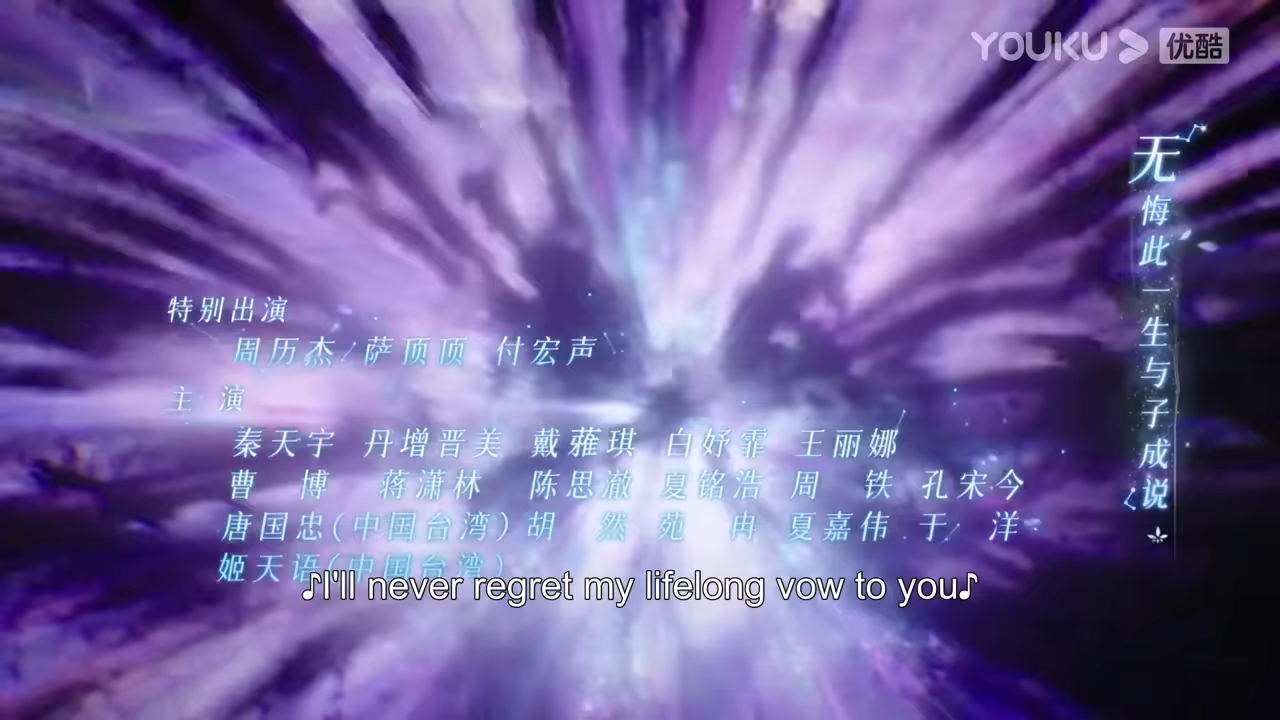 YOUKU 优酷
无悔此一生与子成说
特别出演
周历杰 萨顶顶 付宏声
主 演
秦天宇 丹增晋美 戴蕥琪 白妤霏 王丽娜
曹 博 蒋潇林 陈思澈 夏铭浩 周 铁 孔宋今
唐国忠(中国台湾) 胡 然 苑 冉 夏嘉伟 于 洋
姬天语(中国台湾)
♪I'll never regret my lifelong vow to you♪